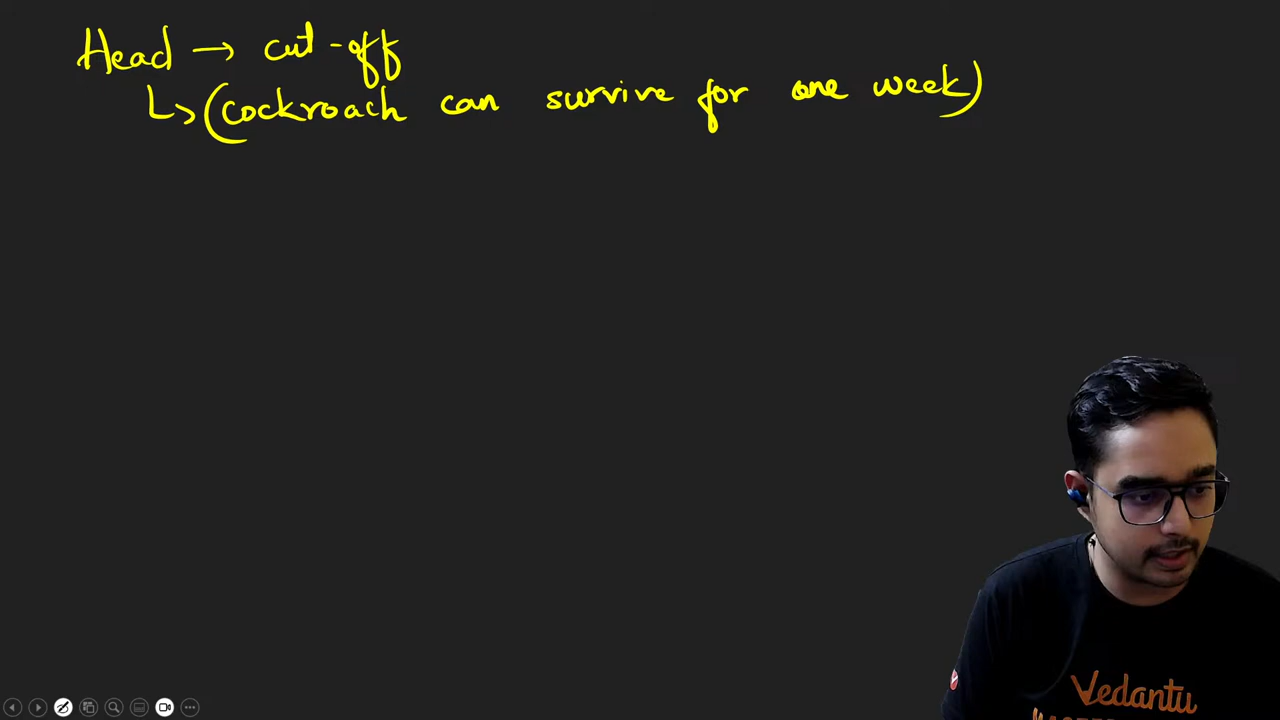 Head → cut-off
↳ (cockroach can survive for one week)
Vedantu